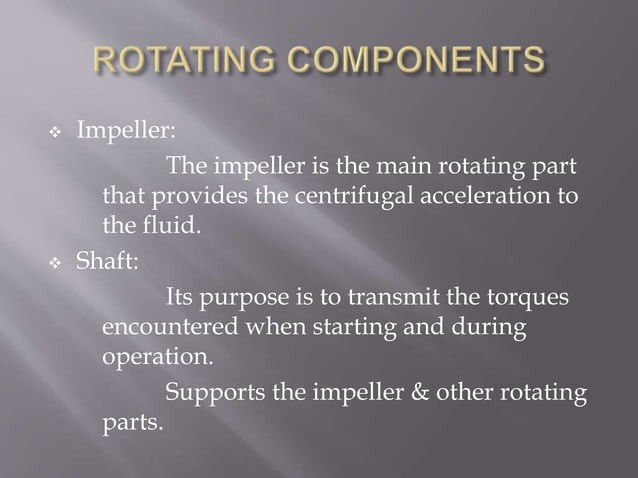 ROTATING COMPONENTS
❖ Impeller:
The impeller is the main rotating part
that provides the centrifugal acceleration to
the fluid.
❖ Shaft:
Its purpose is to transmit the torques
encountered when starting and during
operation.
Supports the impeller & other rotating
parts.